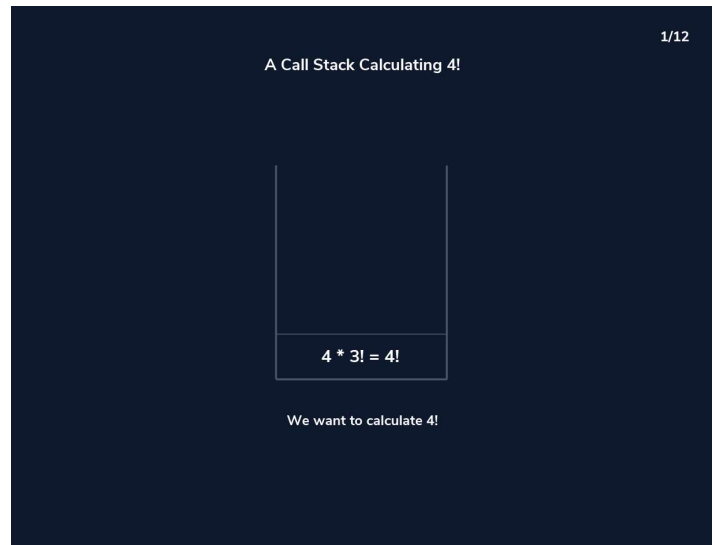 1/12
A Call Stack Calculating 4!
4 * 3! = 4!
We want to calculate 4!